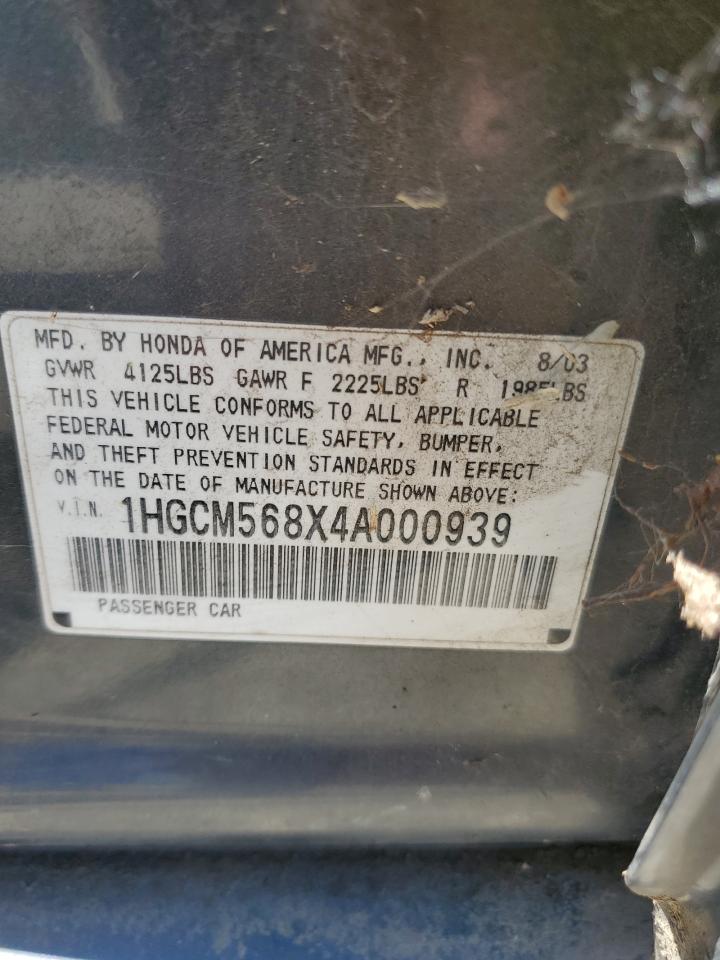 MFD. BY HONDA OF AMERICA MFG., INC. 8/03
GVWR 4125LBS GAWR F 2225LBS R 1985LBS
THIS VEHICLE CONFORMS TO ALL APPLICABLE
FEDERAL MOTOR VEHICLE SAFETY, BUMPER,
AND THEFT PREVENTION STANDARDS IN EFFECT
ON THE DATE OF MANUFACTURE SHOWN ABOVE:
V.I.N. 1HGCM568X4A000939
PASSENGER CAR